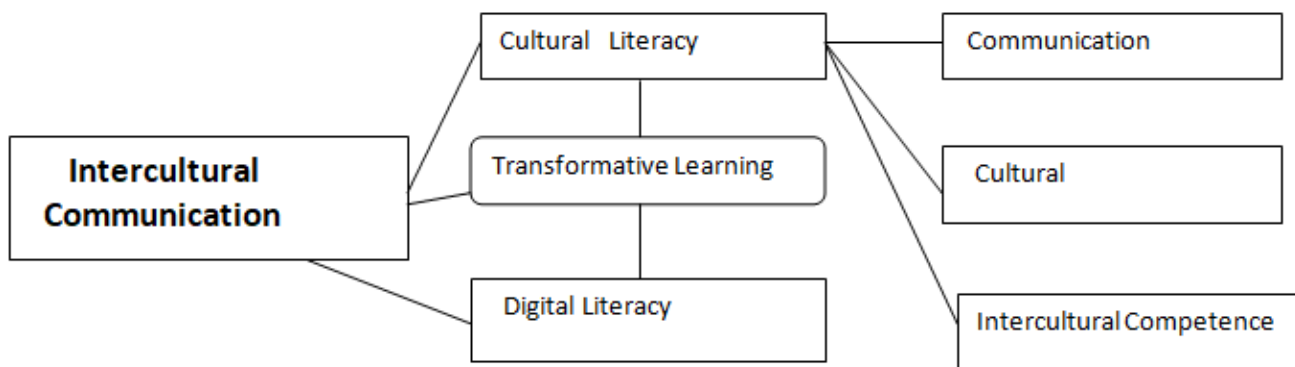 Intercultural
Communication
Cultural Literacy
Transformative Learning
Digital Literacy
Communication
Cultural
Intercultural Competence